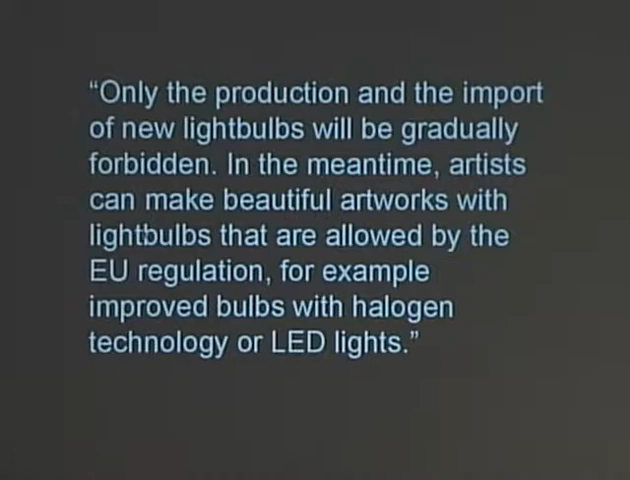 “Only the production and the import
of new lightbulbs will be gradually
forbidden. In the meantime, artists
can make beautiful artworks with
lightbulbs that are allowed by the
EU regulation, for example
improved bulbs with halogen
technology or LED lights.”